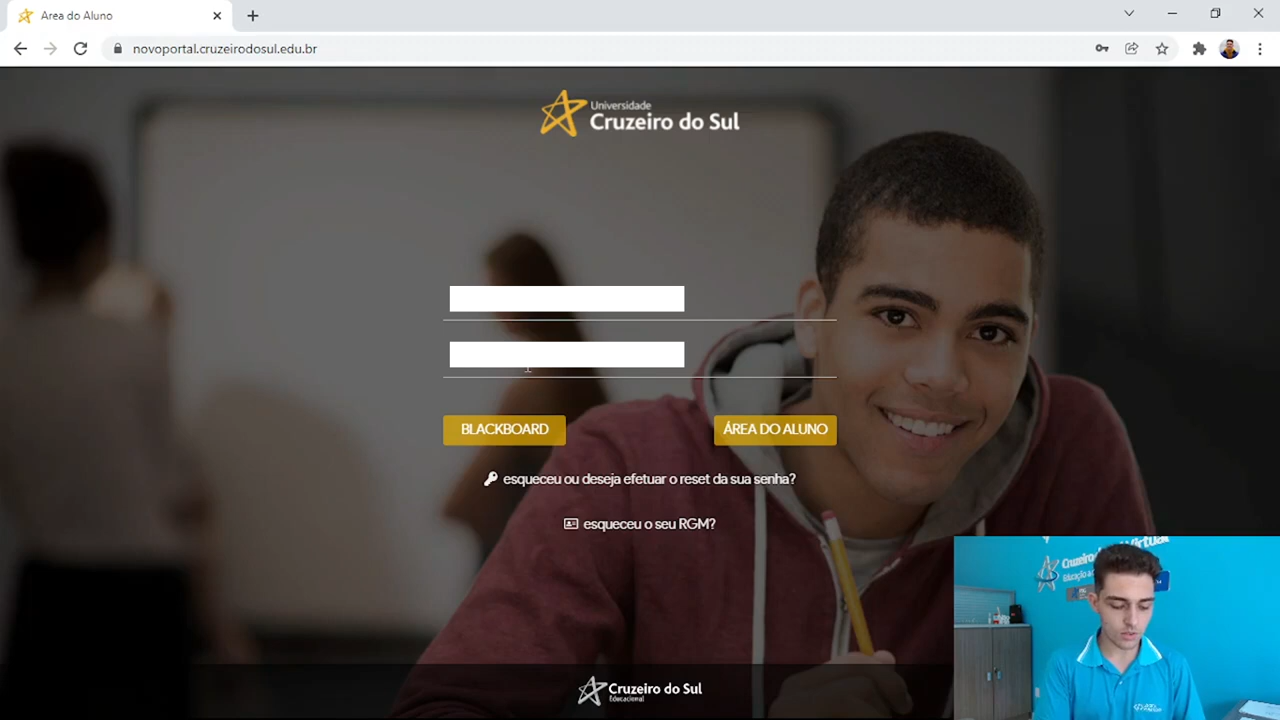 Area do Aluno
novoportal.cruzeirodosul.edu.br
Universidade
Cruzeiro do Sul
BLACKBOARD
ÁREA DO ALUNO
esqueceu ou deseja efetuar o reset da sua senha?
esqueceu o seu RGM?
Cruzeiro do Sul
Educacional